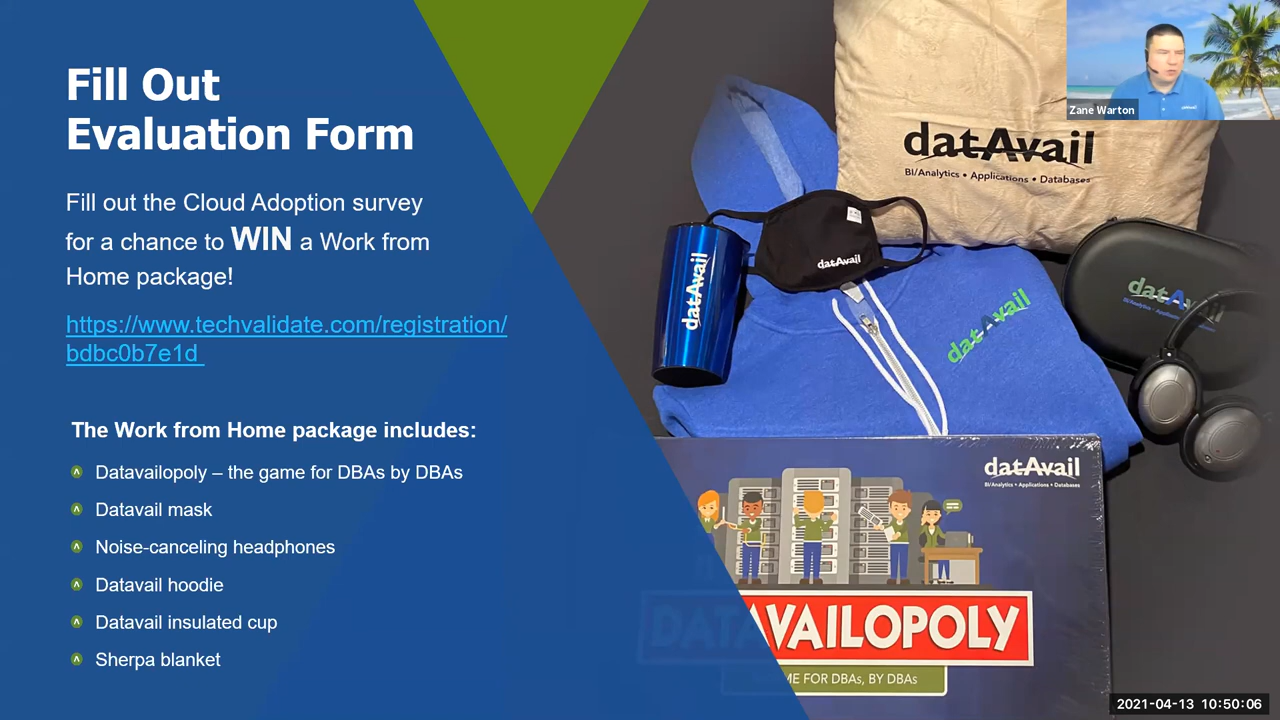 Fill Out
Evaluation Form
Fill out the Cloud Adoption survey
for a chance to WIN a Work from
Home package!
https://www.techvalidate.com/registration/
bdbc0b7e1d
The Work from Home package includes:
Datavailopoly – the game for DBAs by DBAs
Datavail mask
Noise-canceling headphones
Datavail hoodie
Datavail insulated cup
Sherpa blanket
Zane Warton
datAvail
BI/Analytics • Applications • Databases
datAvail
datAvail
datAvail
datAvail
BI/Analytics • Applications • Databases
DATAVAILOPOLY
FOR DBAs, BY DBAs
2021-04-13 10:50:06